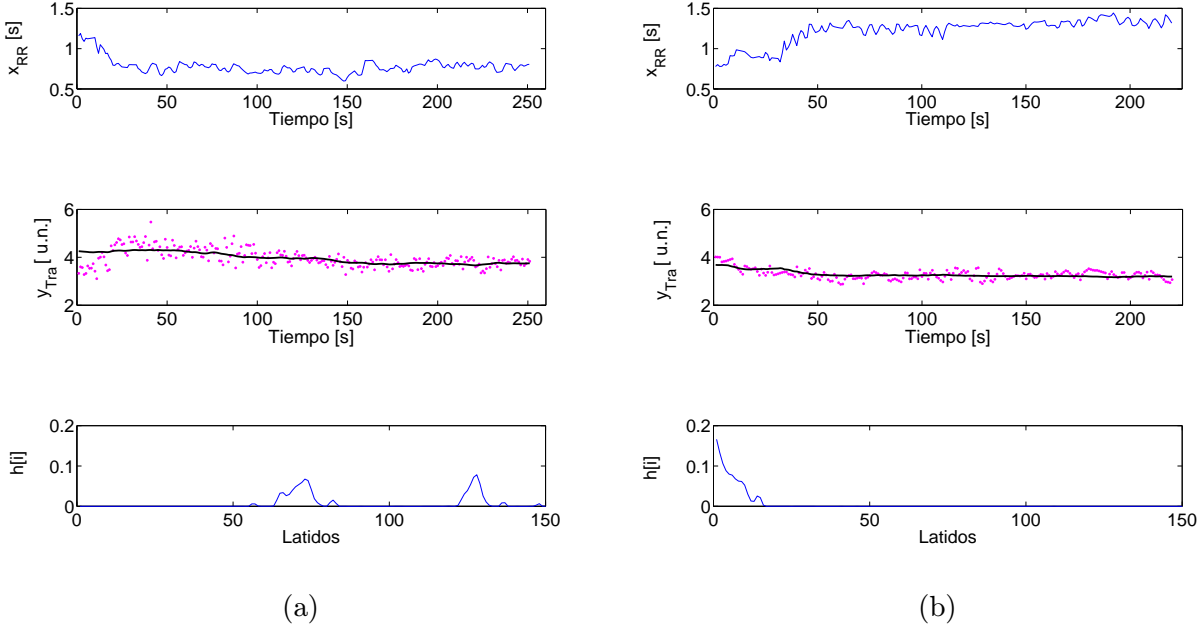 1.5
1
0.5
x_RR [s]
0 50 100 150 200 250
Tiempo [s]
6
4
2
y_Tra [ u.n.]
0 50 100 150 200 250
Tiempo [s]
0.2
0.1
0
h[i]
0 50 100 150
Latidos
(a)
1.5
1
0.5
x_RR [s]
0 50 100 150 200
Tiempo [s]
6
4
2
y_Tra [ u.n.]
0 50 100 150 200
Tiempo [s]
0.2
0.1
0
h[i]
0 50 100 150
Latidos
(b)